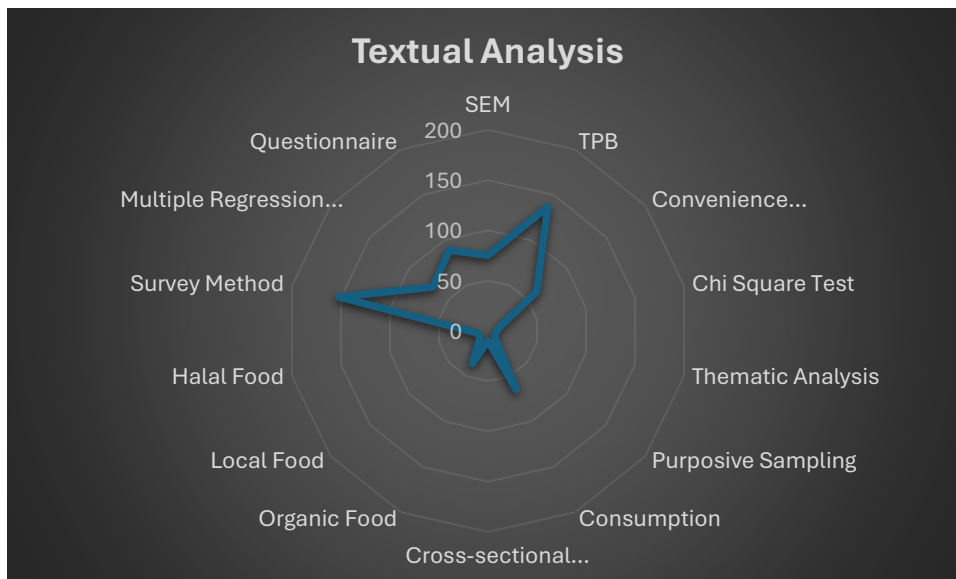 Textual Analysis
SEM
TPB
Convenience...
Chi Square Test
Thematic Analysis
Purposive Sampling
Consumption
Cross-sectional...
Organic Food
Local Food
Halal Food
Survey Method
Multiple Regression...
Questionnaire
200
150
100
50
0